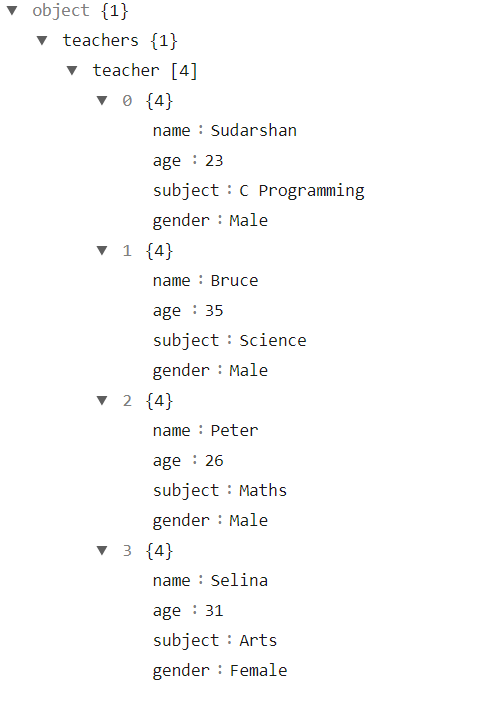 object {1}
teachers {1}
teacher [4]
0 {4}
name : Sudarshan
age : 23
subject : C Programming
gender : Male
1 {4}
name : Bruce
age : 35
subject : Science
gender : Male
2 {4}
name : Peter
age : 26
subject : Maths
gender : Male
3 {4}
name : Selina
age : 31
subject : Arts
gender : Female